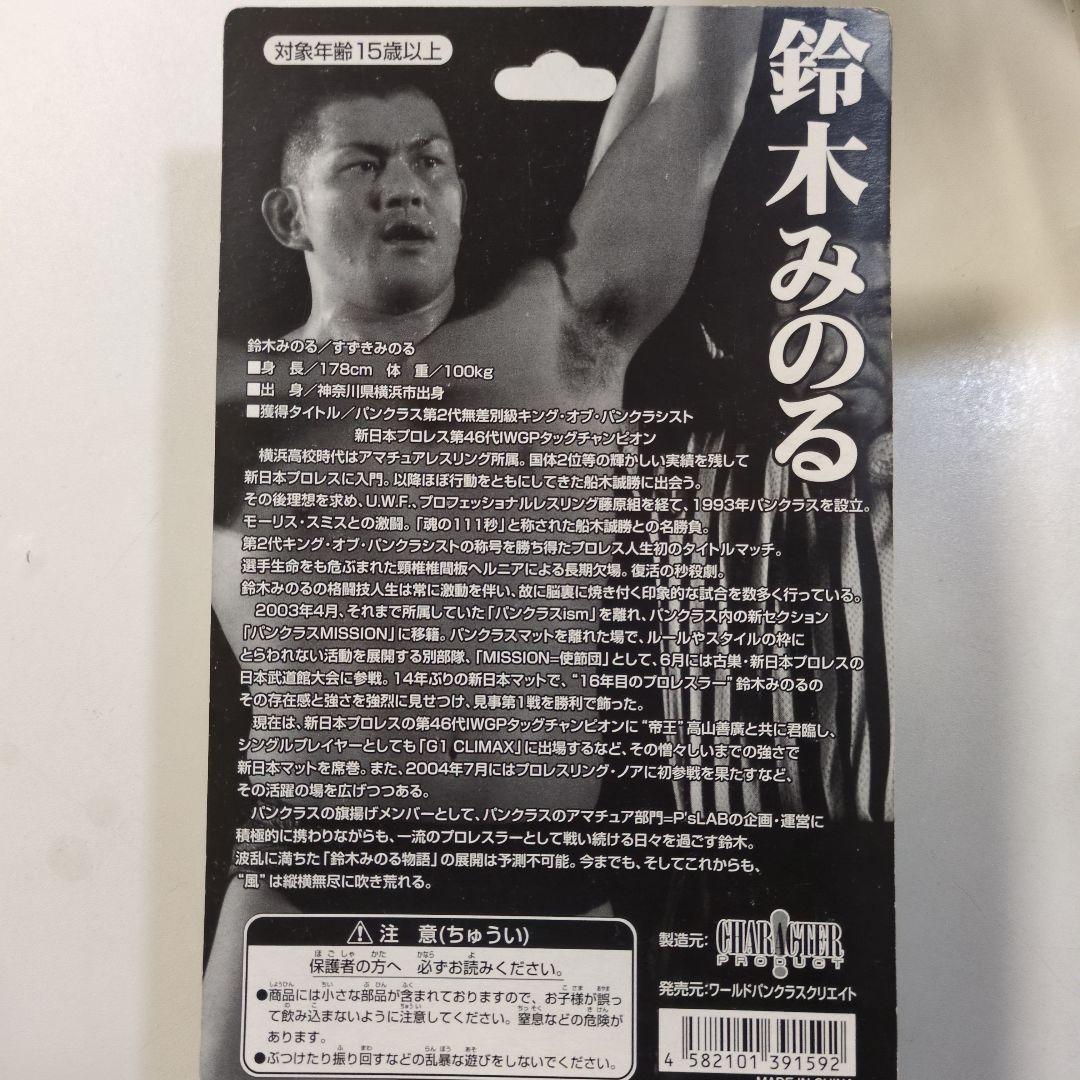 対象年齢15歳以上
鈴木みのる
鈴木みのる／すずきみのる
■身　長／178cm　体　重／100kg
■出　身／神奈川県横浜市出身
■獲得タイトル／パンクラス第2代無差別級キング・オブ・パンクラシスト
新日本プロレス第46代IWGPタッグチャンピオン
横浜高校時代はアマチュアレスリング所属。国体2位等の輝かしい実績を残して
新日本プロレスに入門。以降ほぼ行動をともにしてきた船木誠勝に出会う。
その後理想を求め、U.W.F.、プロフェッショナルレスリング藤原組を経て、1993年パンクラスを設立。
モーリス・スミスとの激闘。「魂の111秒」と称された船木誠勝との名勝負。
第2代キング・オブ・パンクラシストの称号を勝ち得たプロレス人生初のタイトルマッチ。
選手生命をも危ぶまれた頸椎椎間板ヘルニアによる長期欠場。復活の秒殺劇。
鈴木みのるの格闘技人生は常に激動を伴い、故に脳裏に焼き付く印象的な試合を数多く行っている。
2003年4月、それまで所属していた「パンクラスism」を離れ、パンクラス内の新セクション
「パンクラスMISSION」に移籍。パンクラスマットを離れた場で、ルールやスタイルの枠に
とらわれない活動を展開する別部隊、「MISSION=使節団」として、6月には古巣・新日本プロレスの
日本武道館大会に参戦。14年ぶりの新日本マットで、“16年目のプロレスラー”鈴木みのるの
その存在感と強さを強烈に見せつけ、見事第1戦を勝利で飾った。
現在は、新日本プロレスの第46代IWGPタッグチャンピオンに“帝王”高山善廣と共に君臨し、
シングルプレイヤーとしても「G1 CLIMAX」に出場するなど、その憎々しいまでの強さで
新日本マットを席巻。また、2004年7月にはプロレスリング・ノアに初参戦を果たすなど、
その活躍の場を広げつつある。
パンクラスの旗揚げメンバーとして、パンクラスのアマチュア部門=P'sLABの企画・運営に
積極的に携わりながらも、一流のプロレスラーとして戦い続ける日々を過ごす鈴木。
波乱に満ちた「鈴木みのる物語」の展開は予測不可能。今までも、そしてこれからも、
“風”は縦横無尽に吹き荒れる。
⚠注　意(ちゅうい)
保護者の方へ　必ずお読みください。
●商品には小さな部品が含まれておりますので、お子様が誤っ
て飲み込まないように注意してください。窒息などの危険が
あります。
●ぶつけたり振り回すなどの乱暴な遊びをしないでください。
製造元: CHARACTER PRODUCT
発売元:ワールドパンクラスクリエイト
4 582101 391592
MADE IN CHINA